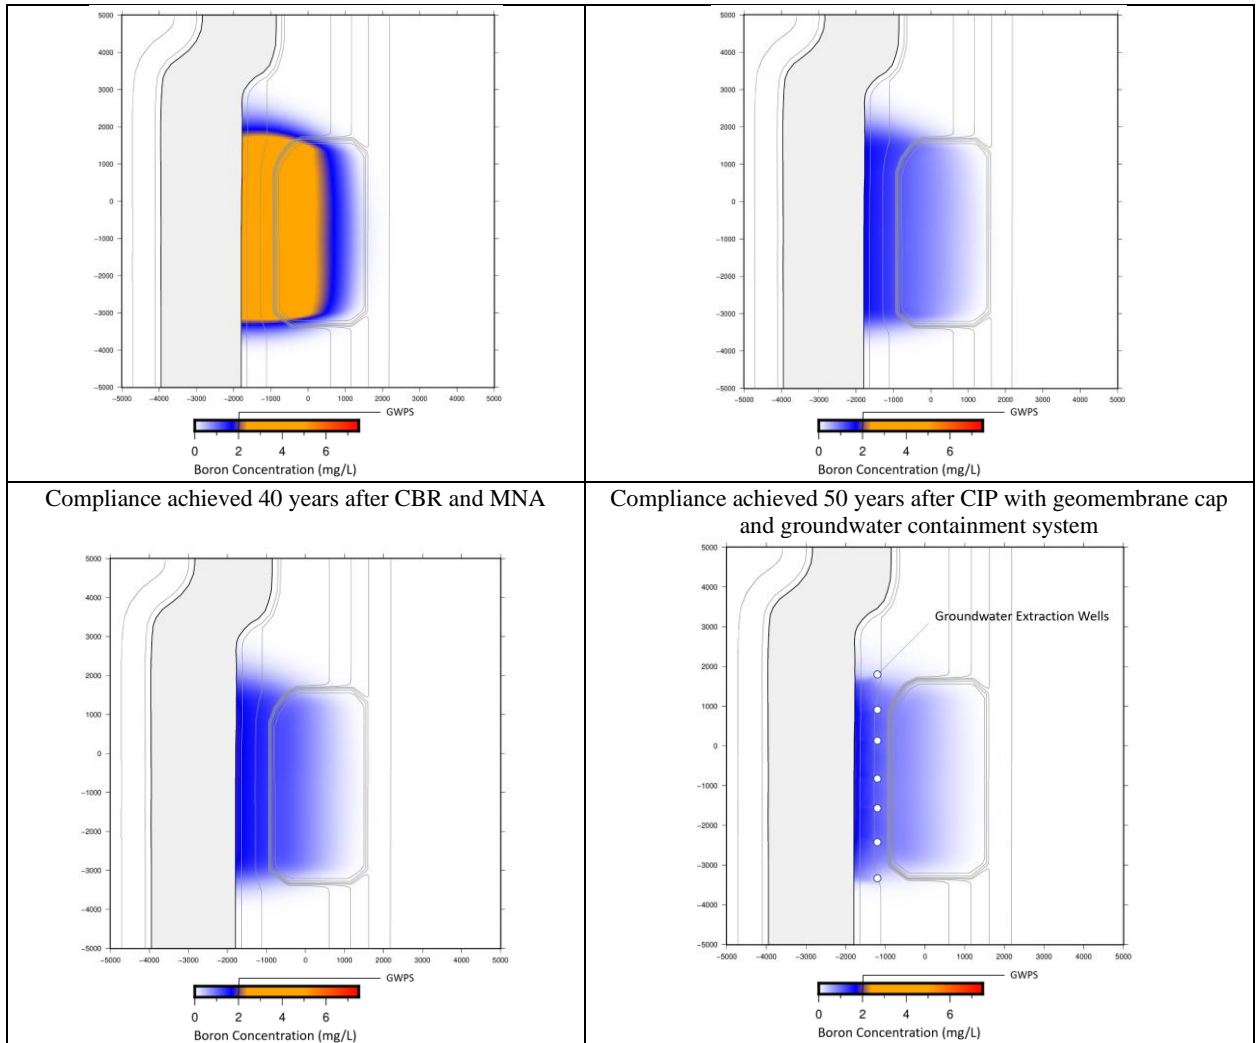 5000
4000
3000
2000
1000
0
−1000
−2000
−3000
−4000
−5000
−5000 −4000 −3000 −2000 −1000 0 1000 2000 3000 4000 5000
GWPS
0 2 4 6
Boron Concentration (mg/L)
5000
4000
3000
2000
1000
0
−1000
−2000
−3000
−4000
−5000
−5000 −4000 −3000 −2000 −1000 0 1000 2000 3000 4000 5000
GWPS
0 2 4 6
Boron Concentration (mg/L)
Compliance achieved 40 years after CBR and MNA
5000
4000
3000
2000
1000
0
−1000
−2000
−3000
−4000
−5000
−5000 −4000 −3000 −2000 −1000 0 1000 2000 3000 4000 5000
GWPS
0 2 4 6
Boron Concentration (mg/L)
Compliance achieved 50 years after CIP with geomembrane cap
and groundwater containment system
5000
4000
3000
2000
1000
0
−1000
−2000
−3000
−4000
−5000
Groundwater Extraction Wells
−5000 −4000 −3000 −2000 −1000 0 1000 2000 3000 4000 5000
GWPS
0 2 4 6
Boron Concentration (mg/L)